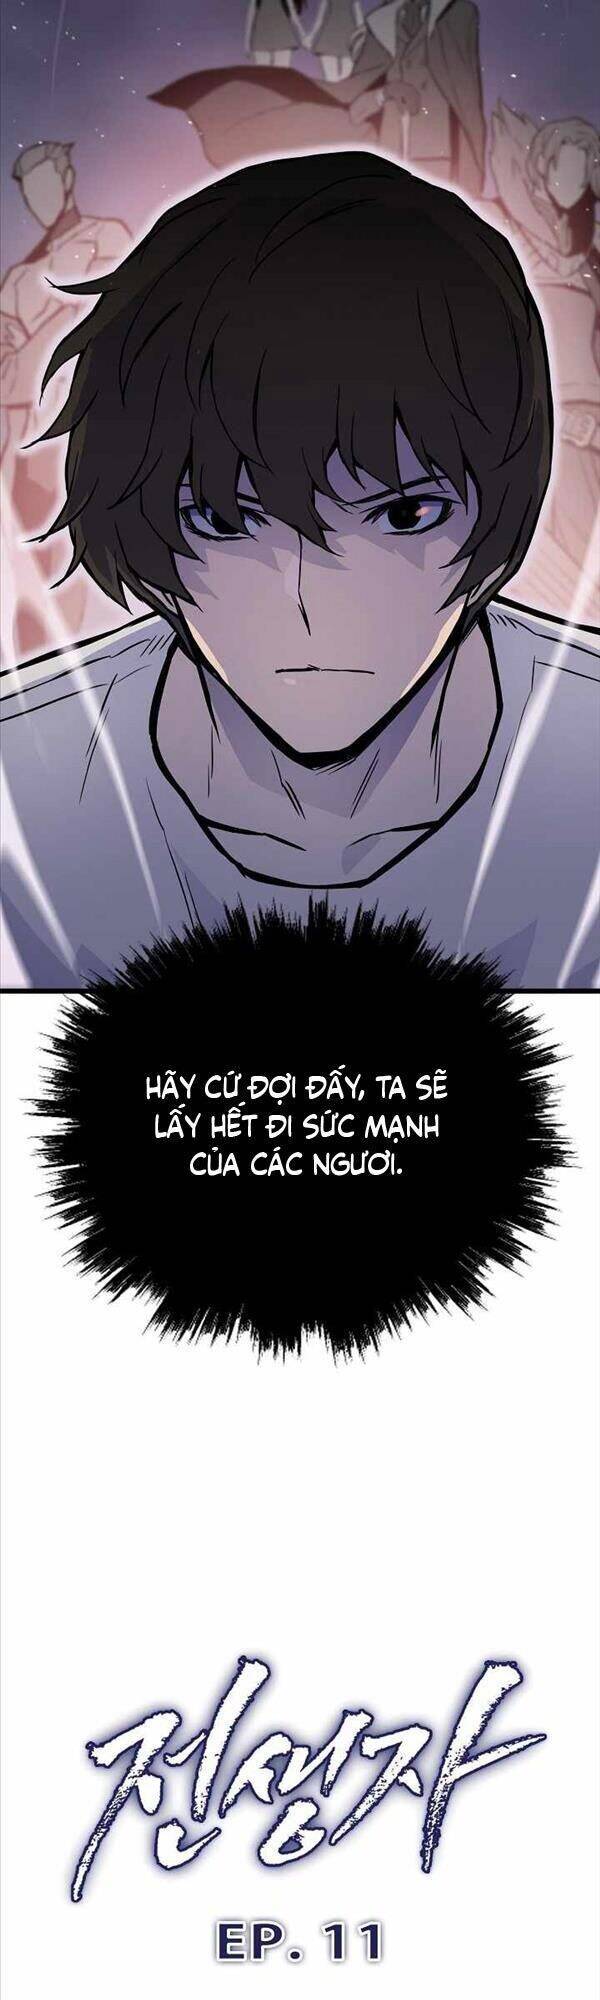 HÃY CỨ ĐỢI ĐẤY, TA SẼ
LẤY HẾT ĐI SỨC MẠNH
CỦA CÁC NGƯƠI.
전생자
EP. 11